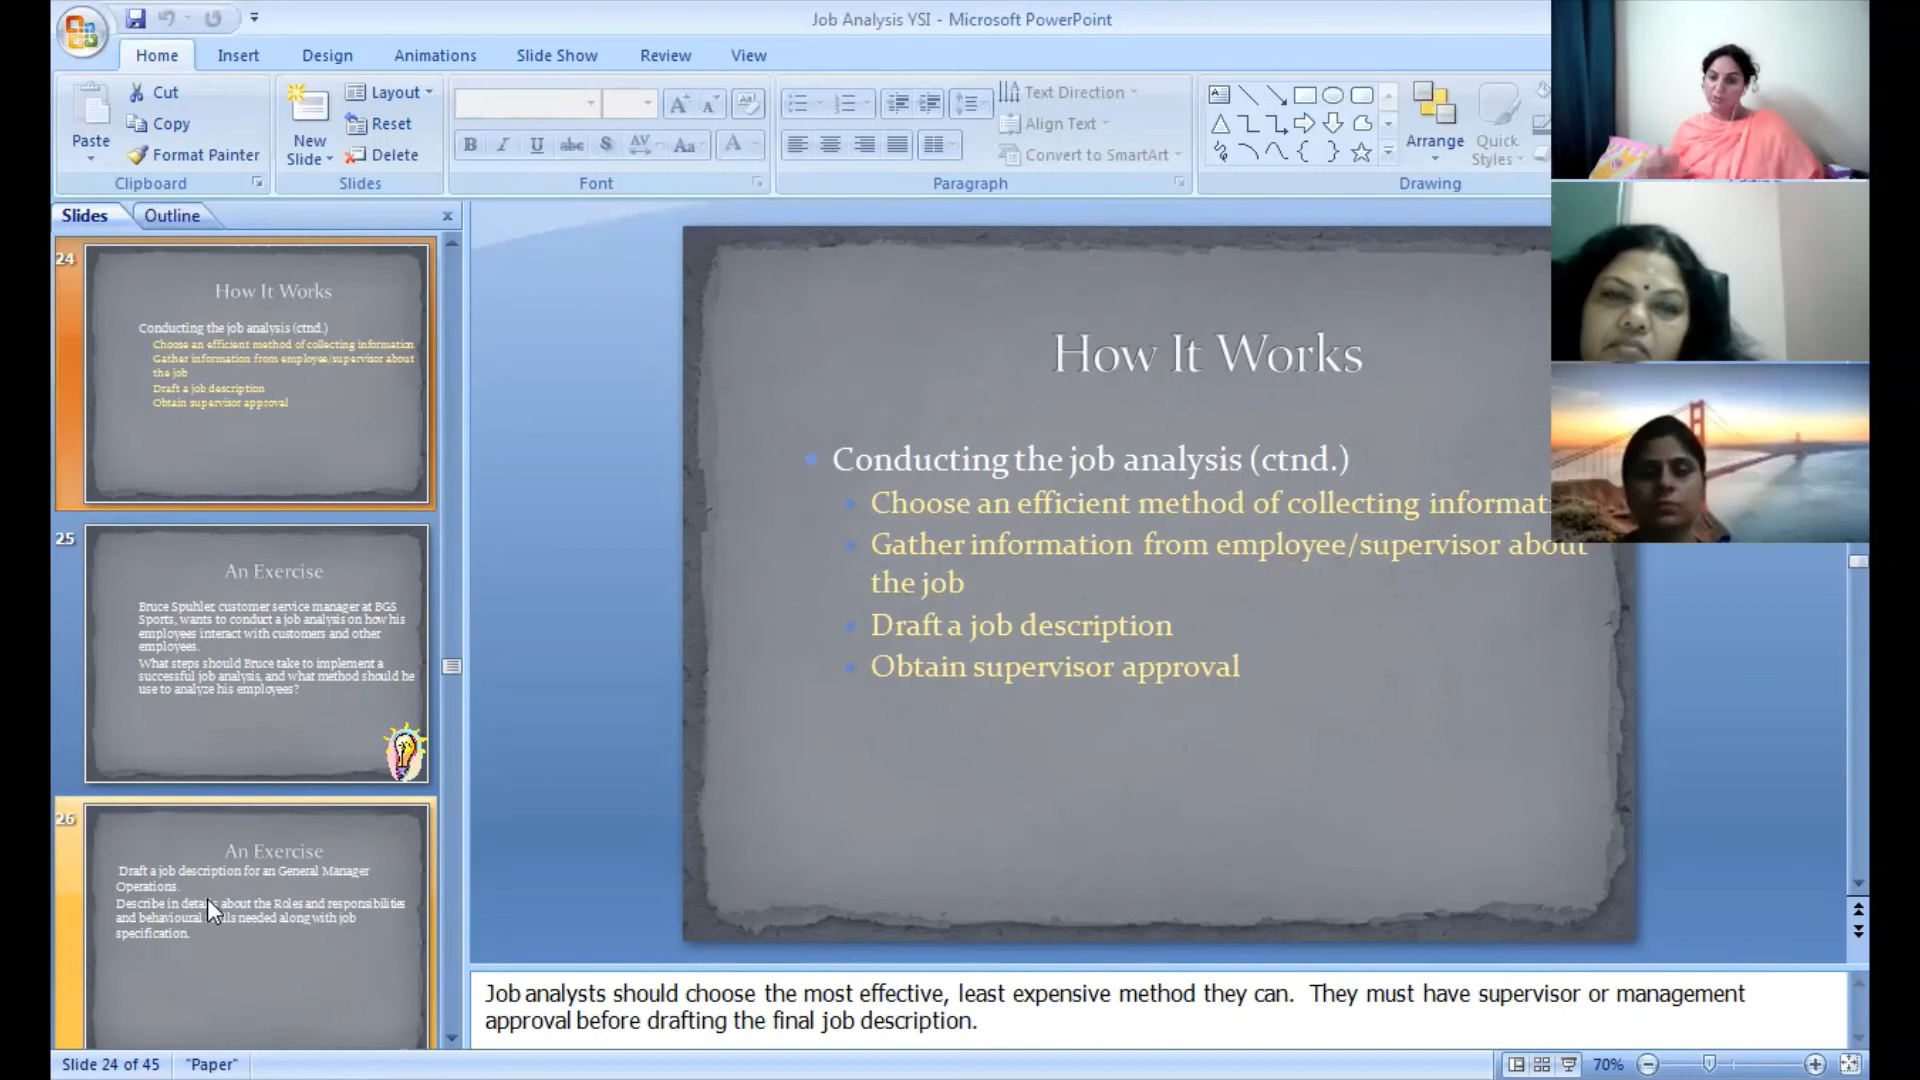 Job Analysis YSI - Microsoft PowerPoint
Home Insert Design Animations Slide Show Review View
Cut
Copy
Format Painter
Paste
Clipboard
New
Slide
Layout
Reset
Delete
Slides
Font
Text Direction
Align Text
Convert to SmartArt
Paragraph
Arrange
Quick
Styles
Drawing
Slides Outline
24
How It Works
Conducting the job analysis (ctnd.)
Choose an efficient method of collecting information
Gather information from employee/supervisor about
the job
Draft a job description
Obtain supervisor approval
25
An Exercise
Bruce Spuhler, customer service manager at BGS
Sports, wants to conduct a job analysis on how his
employees interact with customers and other
employees.
What steps should Bruce take to implement a
successful job analysis, and what method should he
use to analyze his employees?
26
An Exercise
Draft a job description for an General Manager
Operations.
Describe in details about the Roles and responsibilities
and behavioural needed along with job
specification.
How It Works
Conducting the job analysis (ctnd.)
Choose an efficient method of collecting
Gather information from employee/supervisor about
the job
Draft a job description
Obtain supervisor approval
Job analysts should choose the most effective, least expensive method they can. They must have supervisor or management
approval before drafting the final job description.
Slide 24 of 45 "Paper" 70%